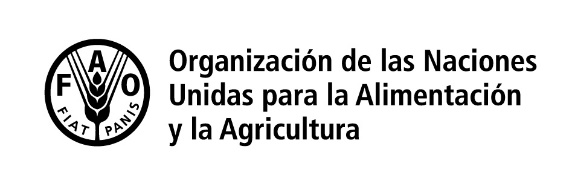 FAO
FIAT PANIS
Organización de las Naciones
Unidas para la Alimentación
y la Agricultura